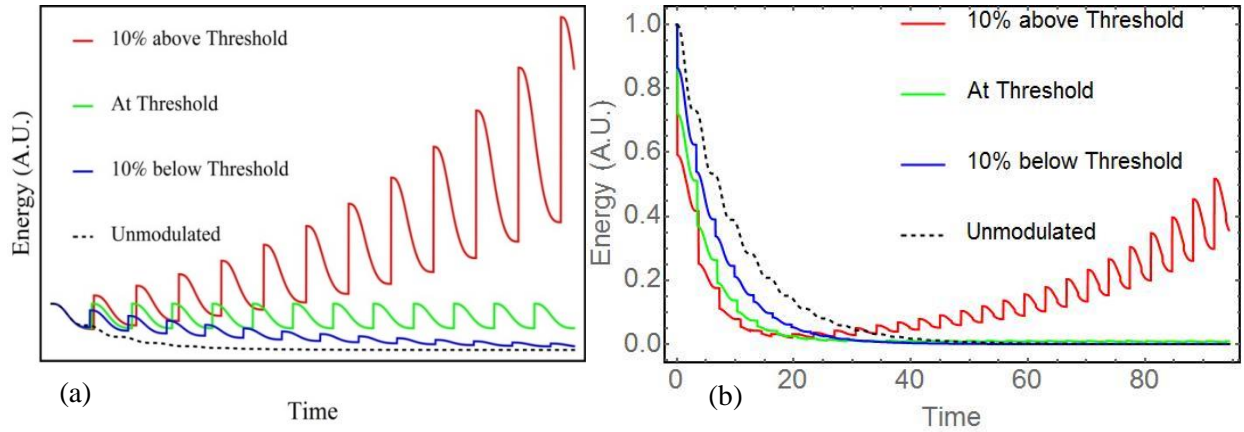 10% above Threshold
At Threshold
10% below Threshold
Unmodulated
Energy (A.U.)
Time
(a)
1.0
0.8
0.6
0.4
0.2
0.0
Energy (A.U.)
10% above Threshold
At Threshold
10% below Threshold
Unmodulated
0 20 40 60 80
(b)
Time